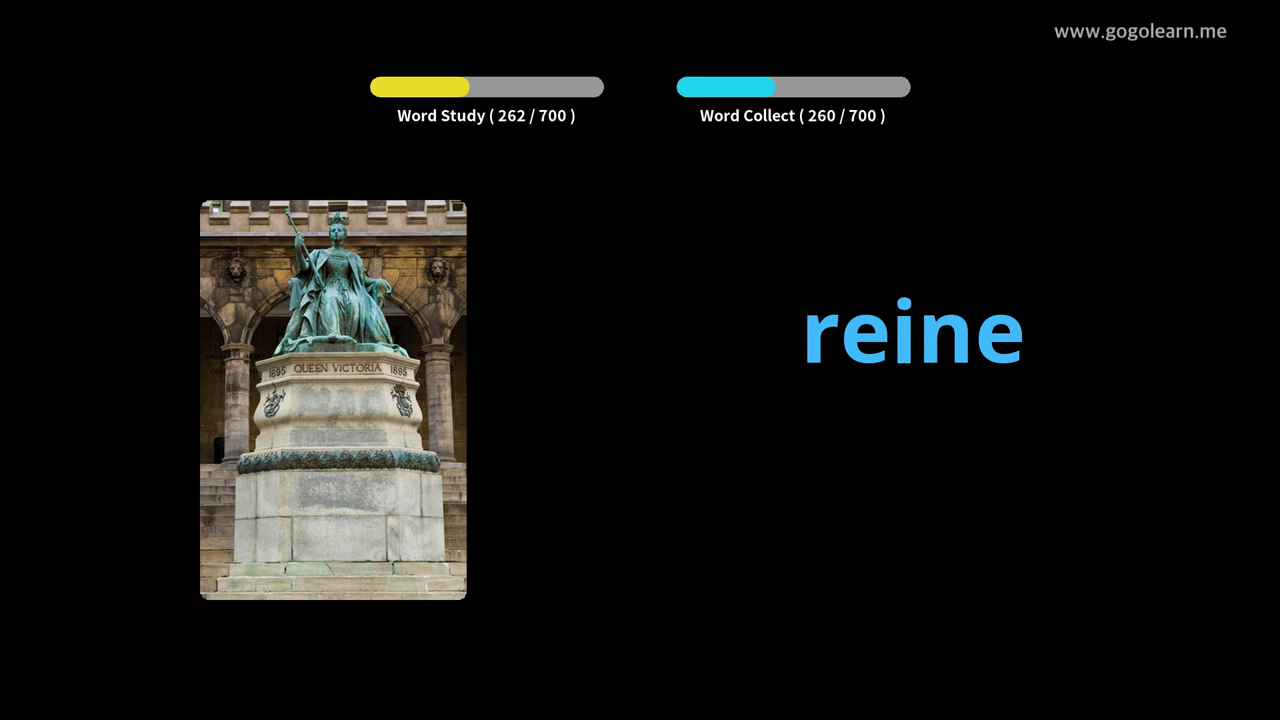 www.gogolearn.me
Word Study ( 262 / 700 )
Word Collect ( 260 / 700 )
reine
1895 QUEEN VICTORIA 1895